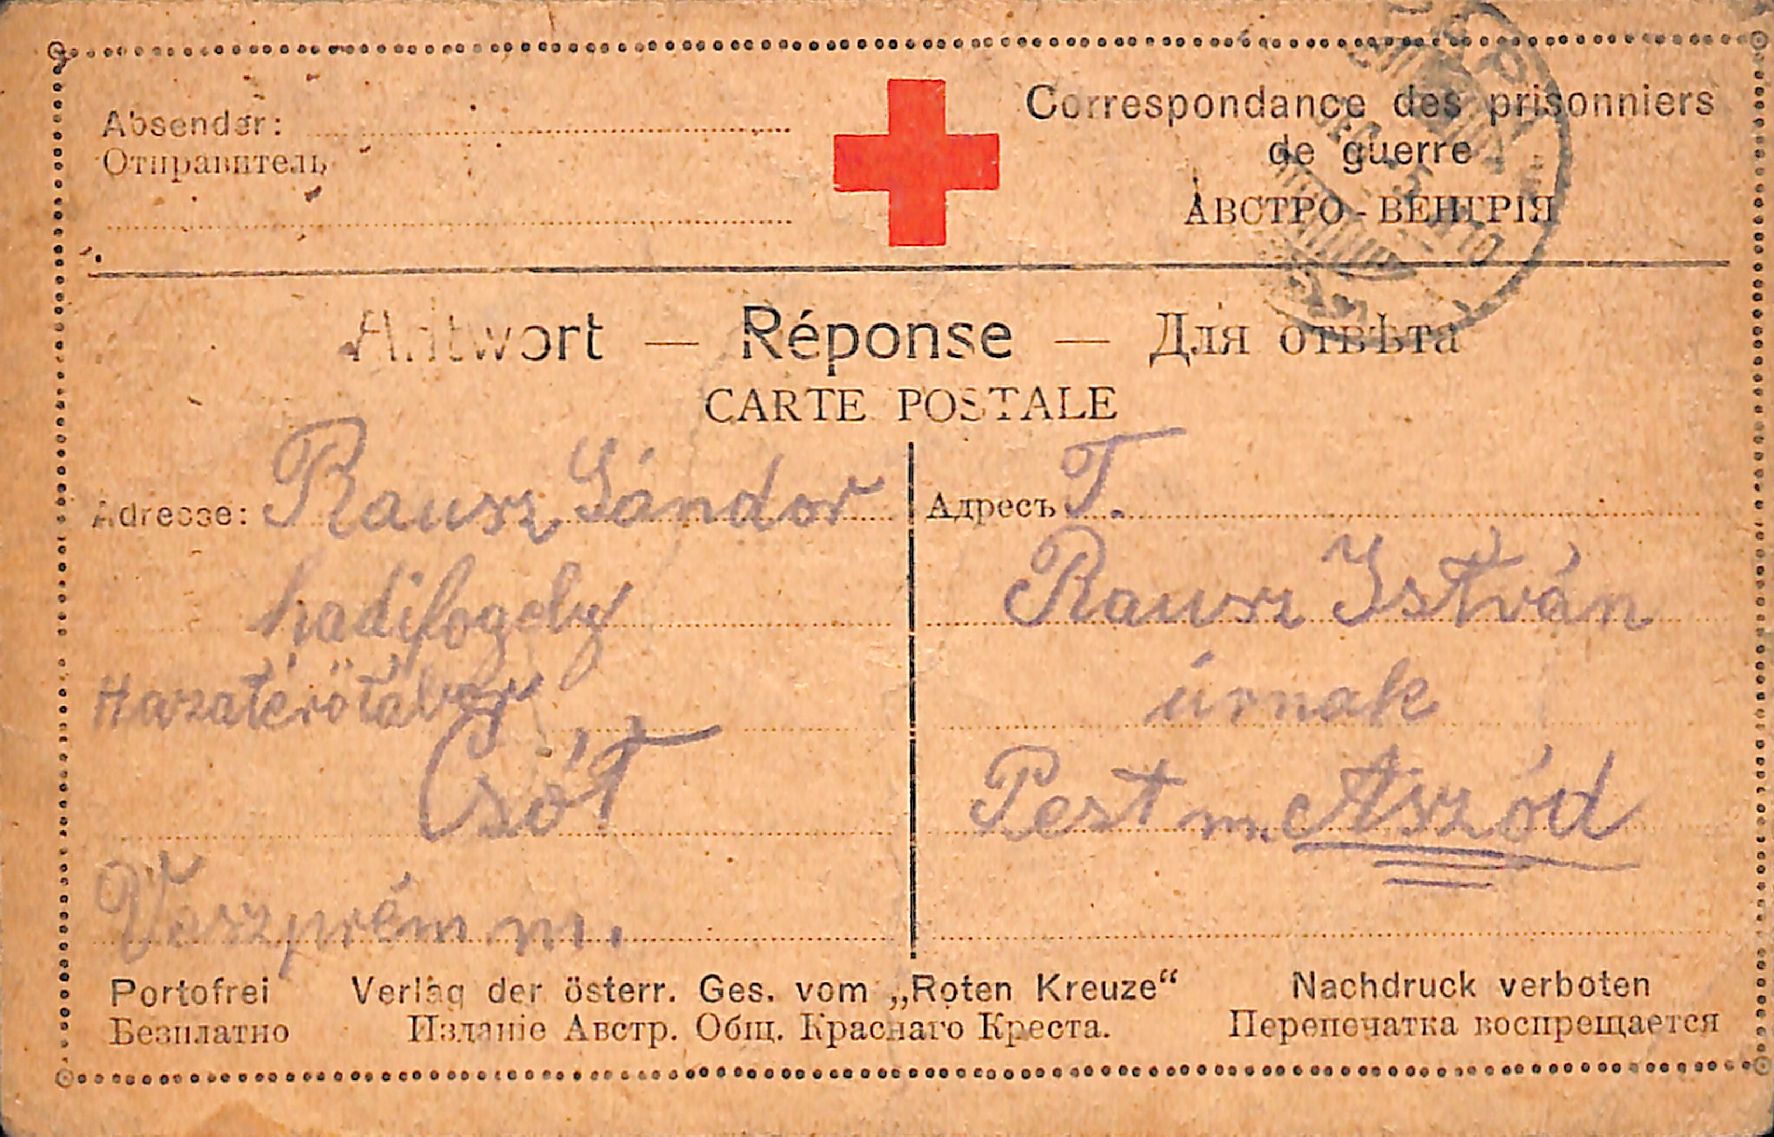 Absender:
Отправитель
Correspondance des prisonniers
de guerre
АВСТРО-ВЕНГРІЯ
Antwort — Réponse — Для отвѣта
CARTE POSTALE
Adresse: Rausz Sándor
hadifogoly
Hazatérőtábor
Csót
Veszprém m.
Адресъ T.
Rausz István
úrnak
Pest m. Aszód
Portofrei Verlag der österr. Ges. vom „Roten Kreuze“ Nachdruck verboten
Безплатно Изданіе Австр. Общ. Краснаго Креста. Перепечатка воспрещается